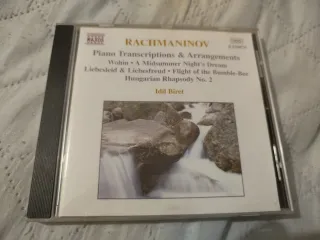 NAXOS
RACHMANINOV
Piano Transcriptions & Arrangements
Wohin • A Midsummer Night's Dream
Liebesleid & Liebesfreud • Flight of the Bumble-Bee
Hungarian Rhapsody No. 2
Idil Biret